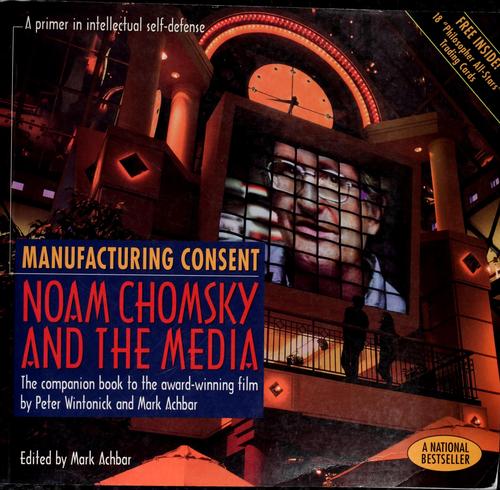 A primer in intellectual self-defense
FREE INSIDE!
18 "Philosopher All-Stars"
Trading Cards
MANUFACTURING CONSENT
NOAM CHOMSKY
AND THE MEDIA
The companion book to the award-winning film
by Peter Wintonick and Mark Achbar
Edited by Mark Achbar
A NATIONAL
BESTSELLER